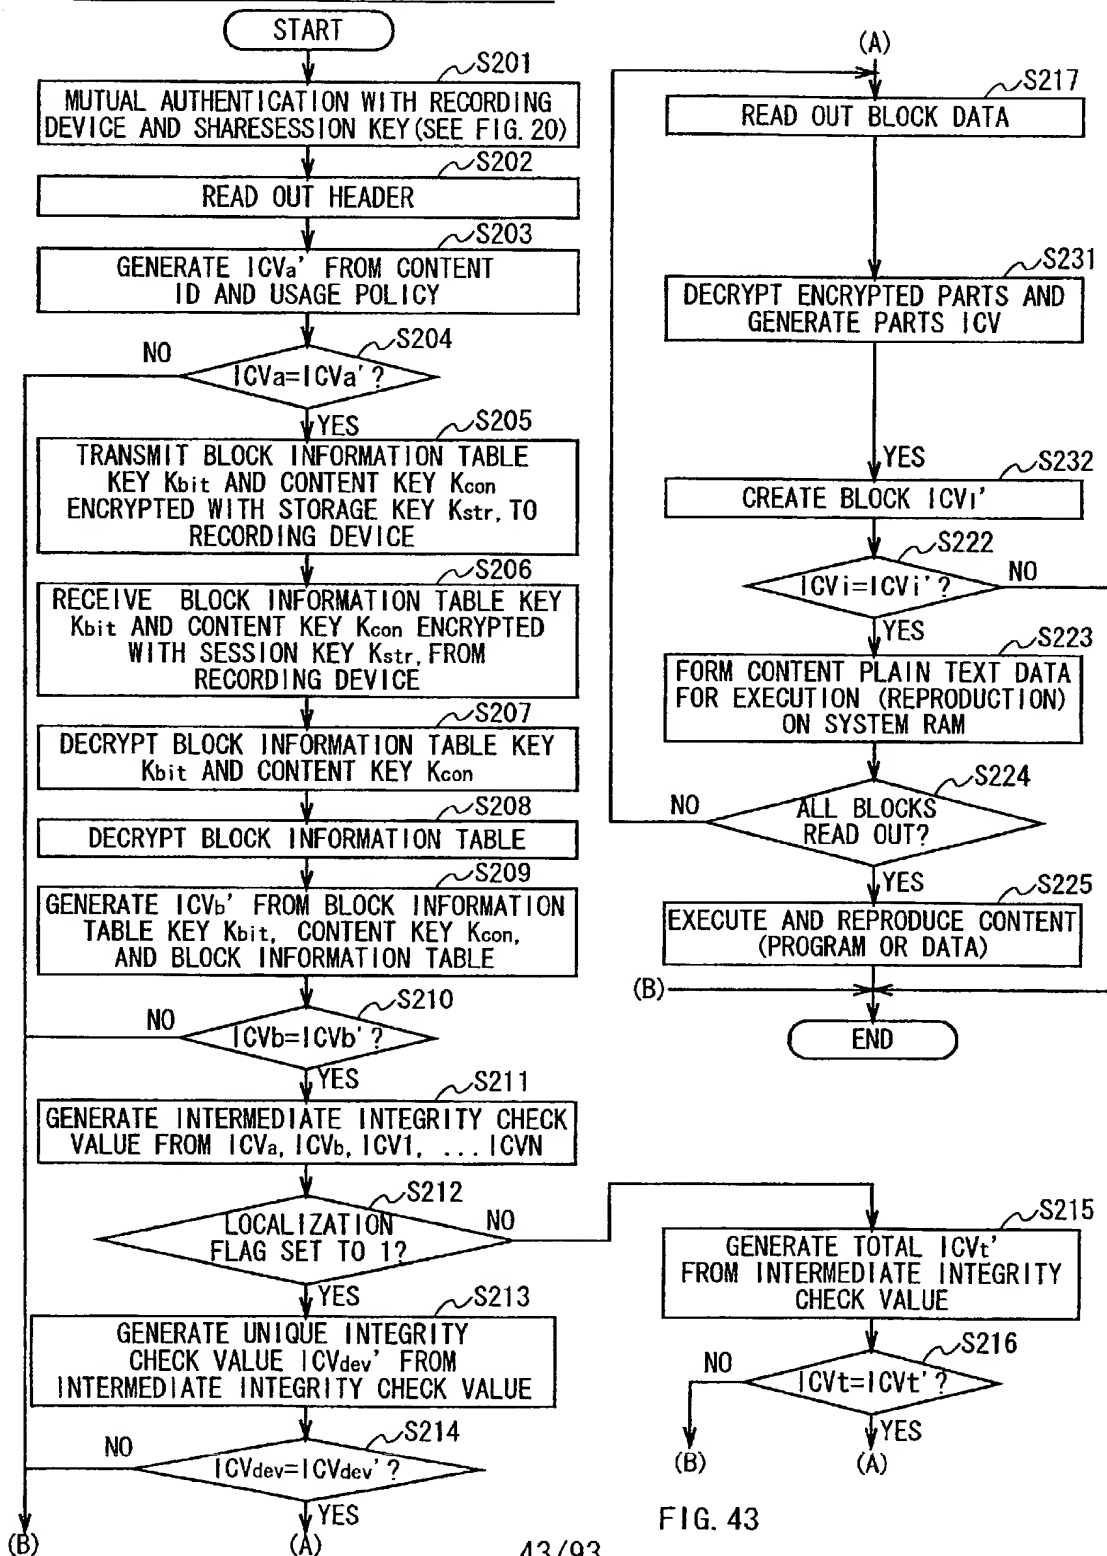 START
S201
MUTUAL AUTHENTICATION WITH RECORDING
DEVICE AND SHARESESSION KEY(SEE FIG. 20)
S202
READ OUT HEADER
S203
GENERATE ICVa' FROM CONTENT
ID AND USAGE POLICY
S204
NO
ICVa=ICVa'?
YES
S205
TRANSMIT BLOCK INFORMATION TABLE
KEY Kbit AND CONTENT KEY Kcon
ENCRYPTED WITH STORAGE KEY Kstr, TO
RECORDING DEVICE
S206
RECEIVE BLOCK INFORMATION TABLE KEY
Kbit AND CONTENT KEY Kcon ENCRYPTED
WITH SESSION KEY Kstr, FROM
RECORDING DEVICE
S207
DECRYPT BLOCK INFORMATION TABLE KEY
Kbit AND CONTENT KEY Kcon
S208
DECRYPT BLOCK INFORMATION TABLE
S209
GENERATE ICVb' FROM BLOCK INFORMATION
TABLE KEY Kbit, CONTENT KEY Kcon,
AND BLOCK INFORMATION TABLE
S210
NO
ICVb=ICVb'?
YES
S211
GENERATE INTERMEDIATE INTEGRITY CHECK
VALUE FROM ICVa, ICVb, ICV1, ...ICVN
S212
LOCALIZATION
FLAG SET TO 1?
NO
YES
S213
GENERATE UNIQUE INTEGRITY
CHECK VALUE ICVdev' FROM
INTERMEDIATE INTEGRITY CHECK VALUE
S214
NO
ICVdev=ICVdev'?
YES
(B)
(A)
(A)
S217
READ OUT BLOCK DATA
S231
DECRYPT ENCRYPTED PARTS AND
GENERATE PARTS ICV
YES
S232
CREATE BLOCK ICVi'
S222
ICVi=ICVi'?
NO
YES
S223
FORM CONTENT PLAIN TEXT DATA
FOR EXECUTION (REPRODUCTION)
ON SYSTEM RAM
S224
NO
ALL BLOCKS
READ OUT?
YES
S225
EXECUTE AND REPRODUCE CONTENT
(PROGRAM OR DATA)
(B)
END
S215
GENERATE TOTAL ICVt'
FROM INTERMEDIATE INTEGRITY
CHECK VALUE
S216
NO
ICVt=ICVt'?
YES
(B)
(A)
FIG. 43
43/93